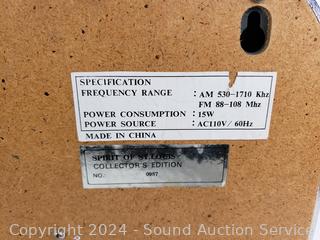 SPECIFICATION
FREQUENCY RANGE : AM 530-1710 Khz
FM 88-108 Mhz
POWER CONSUMPTION : 15W
POWER SOURCE : AC110V/ 60Hz
MADE IN CHINA
SPIRIT OF ST.LOUIS
COLLECTOR'S EDITION
NO. 0957
Copyright 2024 - Sound Auction Service